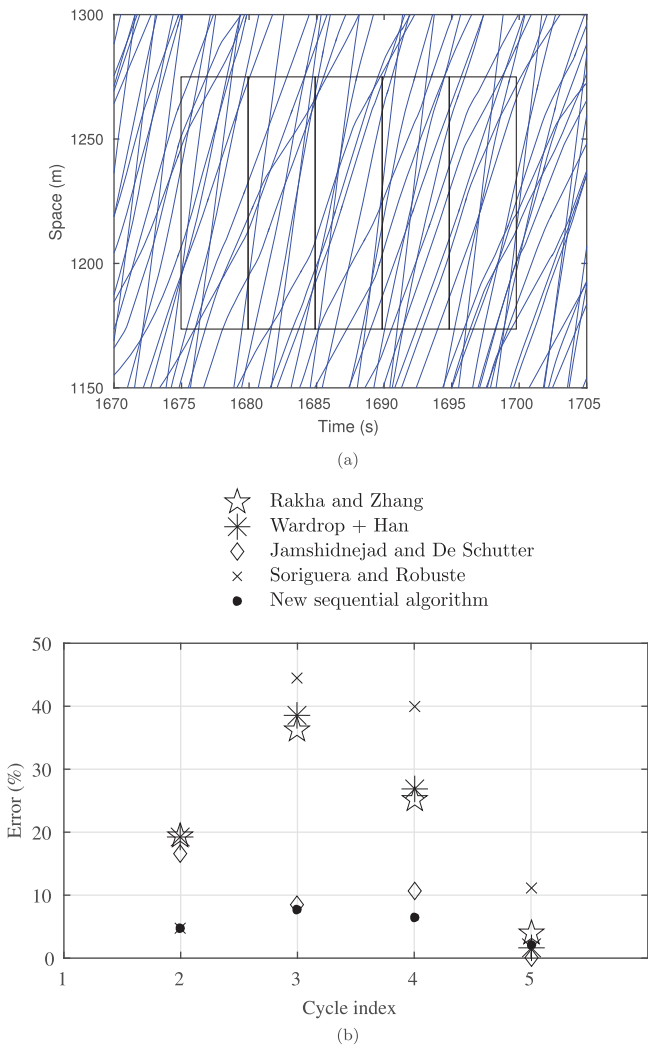 1300
1250
1200
1150
Space (m)
1670 1675 1680 1685 1690 1695 1700 1705
Time (s)
(a)
Rakha and Zhang
Wardrop + Han
Jamshidnejad and De Schutter
Soriguera and Robuste
New sequential algorithm
50
40
30
20
10
0
Error (%)
1 2 3 4 5
Cycle index
(b)